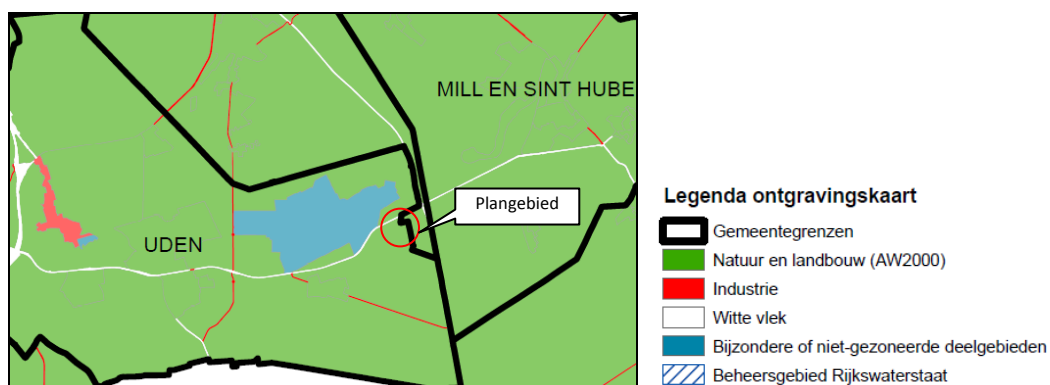 MILL EN SINT HUBE
Plangebied
UDEN
Legenda ontgravingskaart
Gemeentegrenzen
Natuur en landbouw (AW2000)
Industrie
Witte vlek
Bijzondere of niet-gezoneerde deelgebieden
Beheersgebied Rijkswaterstaat